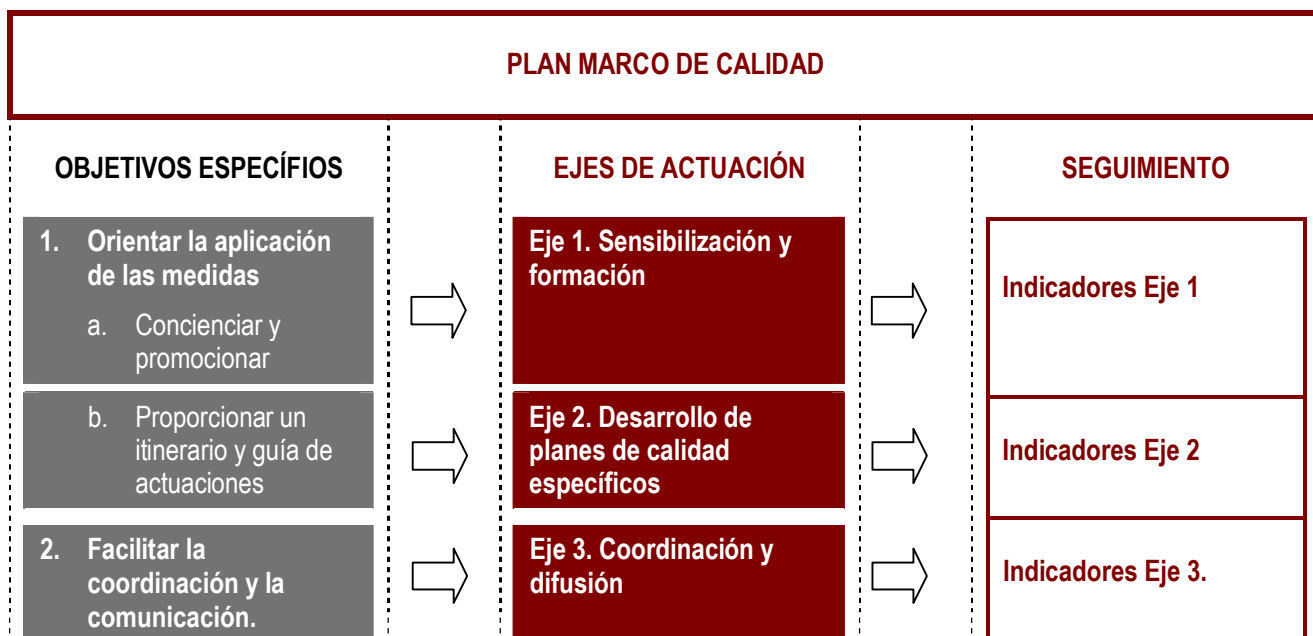 PLAN MARCO DE CALIDAD
OBJETIVOS ESPECÍFIOS
EJES DE ACTUACIÓN
SEGUIMIENTO
1. Orientar la aplicación
de las medidas
a. Concienciar y
promocionar
Eje 1. Sensibilización y
formación
Indicadores Eje 1
b. Proporcionar un
itinerario y guía de
actuaciones
Eje 2. Desarrollo de
planes de calidad
específicos
Indicadores Eje 2
2. Facilitar la
coordinación y la
comunicación.
Eje 3. Coordinación y
difusión
Indicadores Eje 3.